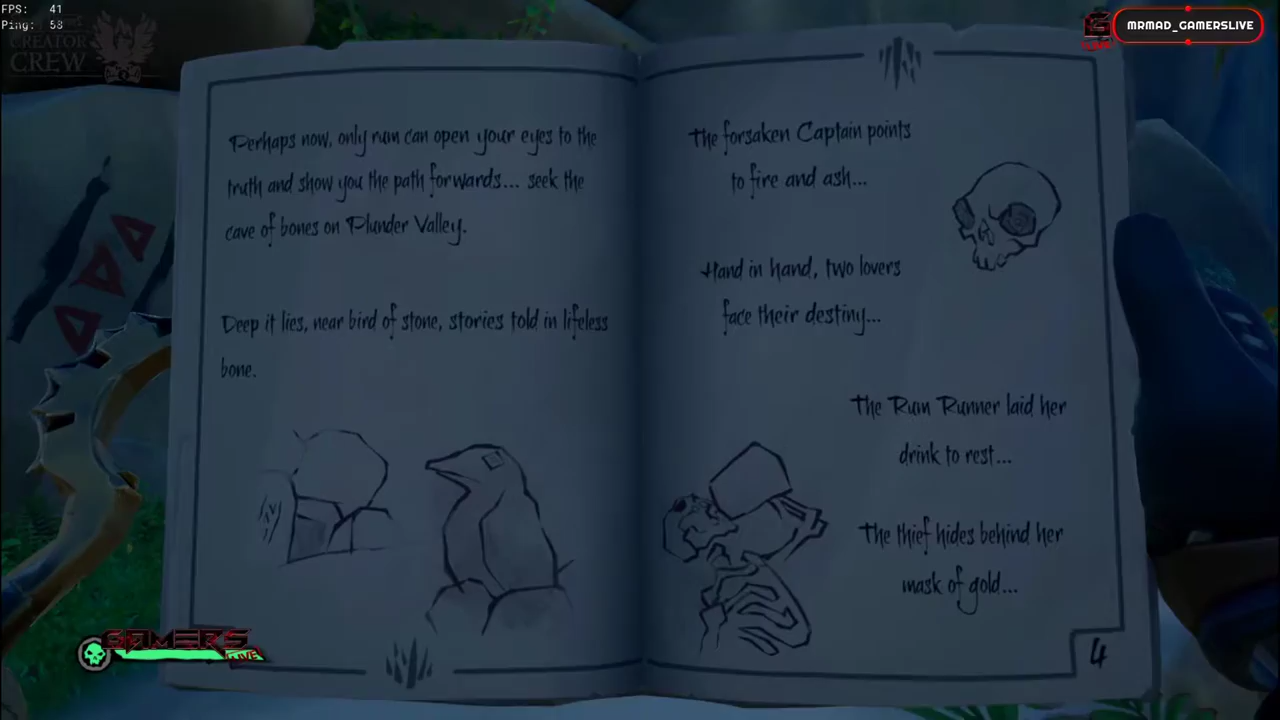 FPS: 41
Ping: 58
CREATOR
CREW
MRMAD_GAMERSLIVE
Perhaps now, only rum can open your eyes to the
truth and show you the path forwards... seek the
cave of bones on Plunder Valley.
Deep it lies, near bird of stone, stories told in lifeless
bone.
The forsaken Captain points
to fire and ash...
Hand in hand, two lovers
face their destiny...
The Rum Runner laid her
drink to rest...
The thief hides behind her
mask of gold...
4
GAMERS
LIVE